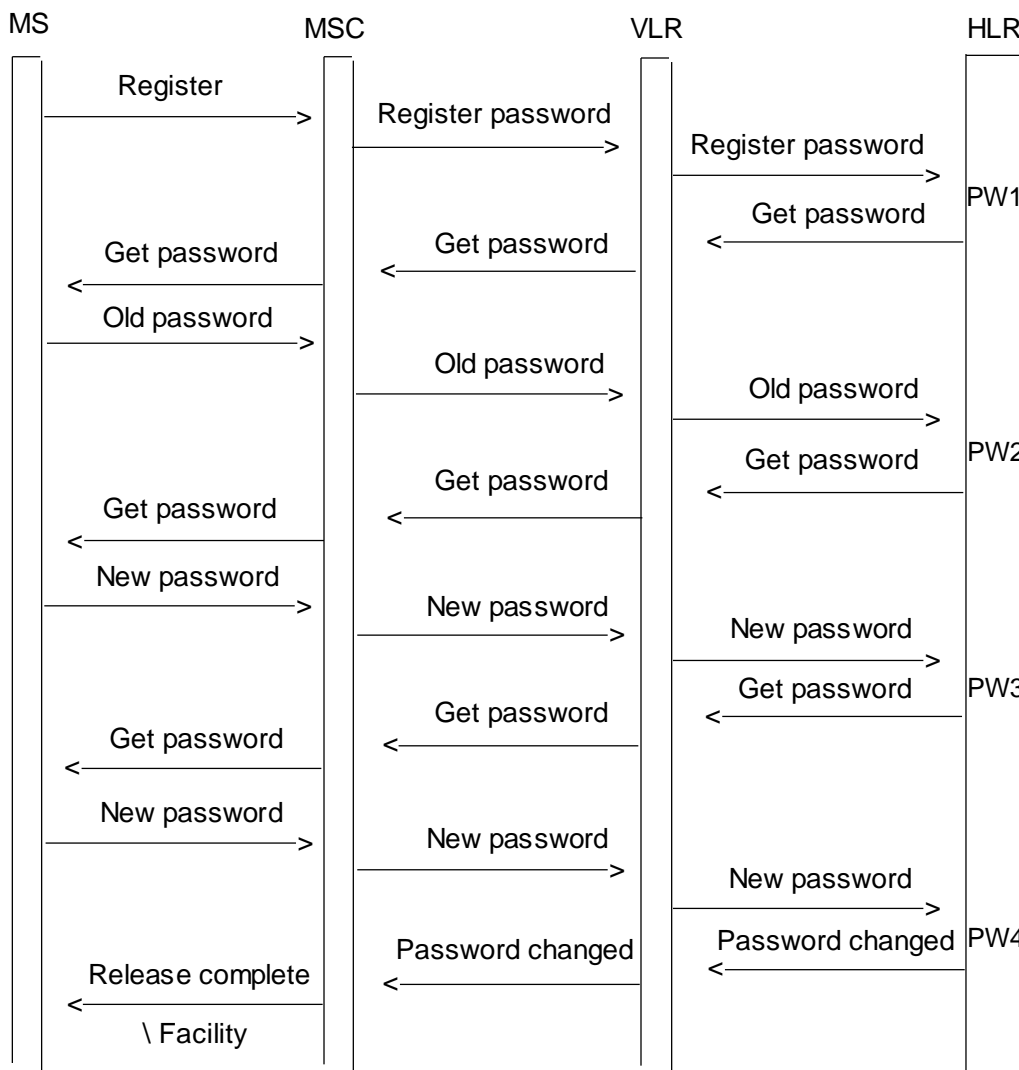 MS
MSC
VLR
HLR
Register
Register password
Register password
PW1
Get password
Get password
Get password
Old password
Old password
Old password
PW2
Get password
Get password
Get password
New password
New password
New password
PW3
Get password
Get password
Get password
New password
New password
New password
PW4
Password changed
Password changed
Release complete
\ Facility